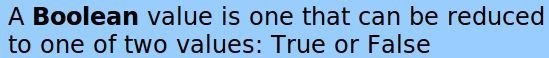 A Boolean value is one that can be reduced
to one of two values: True or False